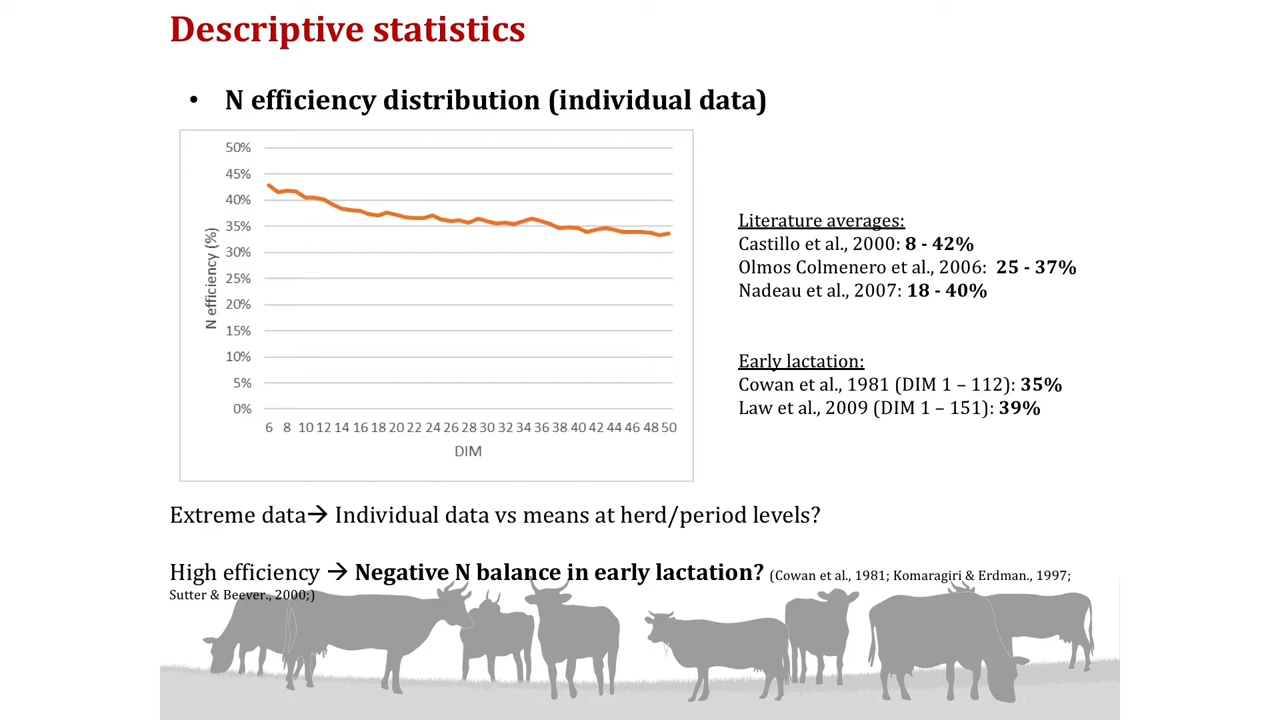 Descriptive statistics
• N efficiency distribution (individual data)
50%
45%
40%
35%
30%
25%
20%
15%
10%
5%
0%
N efficiency (%)
6 8 10 12 14 16 18 20 22 24 26 28 30 32 34 36 38 40 42 44 46 48 50
DIM
Literature averages:
Castillo et al., 2000: 8 - 42%
Olmos Colmenero et al., 2006: 25 - 37%
Nadeau et al., 2007: 18 - 40%
Early lactation:
Cowan et al., 1981 (DIM 1 – 112): 35%
Law et al., 2009 (DIM 1 – 151): 39%
Extreme data→ Individual data vs means at herd/period levels?
High efficiency → Negative N balance in early lactation? (Cowan et al., 1981; Komaragiri & Erdman., 1997;
Sutter & Beever., 2000;)